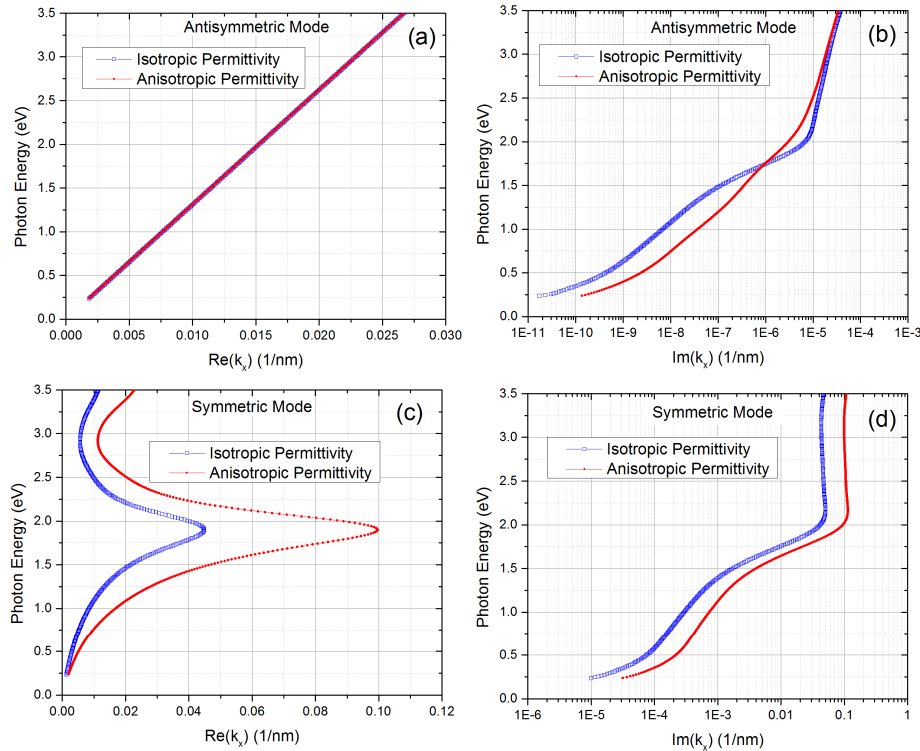 Antisymmetric Mode
(a)
Isotropic Permittivity
Anisotropic Permittivity
3.5
3.0
2.5
2.0
1.5
1.0
0.5
0.0
Photon Energy (eV)
0.000 0.005 0.010 0.015 0.020 0.025 0.030
Re(kx) (1/nm)
Antisymmetric Mode
(b)
Isotropic Permittivity
Anisotropic Permittivity
3.5
3.0
2.5
2.0
1.5
1.0
0.5
0.0
Photon Energy (eV)
1E-11 1E-10 1E-9 1E-8 1E-7 1E-6 1E-5 1E-4 1E-3
Im(kx) (1/nm)
Symmetric Mode
(c)
Isotropic Permittivity
Anisotropic Permittivity
3.5
3.0
2.5
2.0
1.5
1.0
0.5
0.0
Photon Energy (eV)
0.00 0.02 0.04 0.06 0.08 0.10 0.12
Re(kx) (1/nm)
Symmetric Mode
(d)
Isotropic Permittivity
Anisotropic Permittivity
3.5
3.0
2.5
2.0
1.5
1.0
0.5
0.0
Photon Energy (eV)
1E-6 1E-5 1E-4 1E-3 0.01 0.1 1
Im(kx) (1/nm)